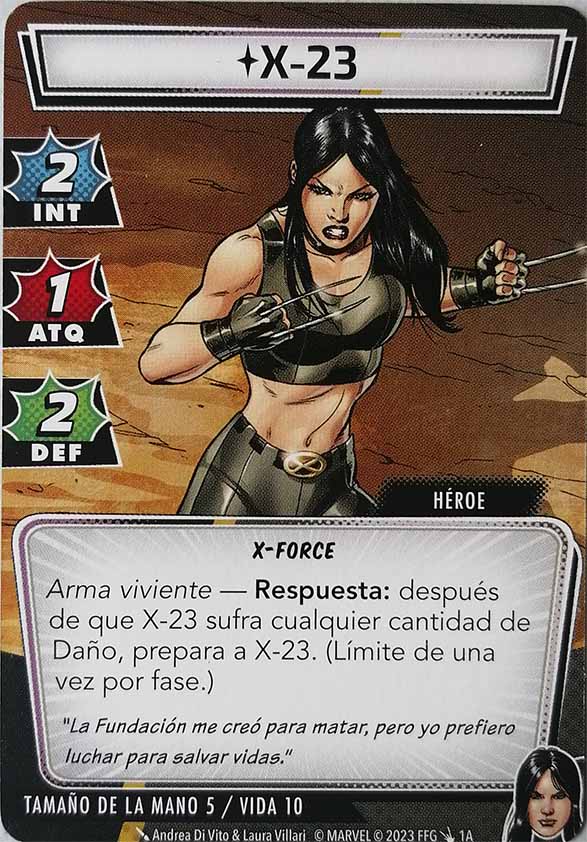 X-23
2
INT
1
ATQ
2
DEF
HÉROE
X-FORCE
Arma viviente — Respuesta: después
de que X-23 sufra cualquier cantidad de
Daño, prepara a X-23. (Límite de una
vez por fase.)
"La Fundación me creó para matar, pero yo prefiero
luchar para salvar vidas."
TAMAÑO DE LA MANO 5 / VIDA 10
Andrea Di Vito & Laura Villari © MARVEL © 2023 FFG 1A